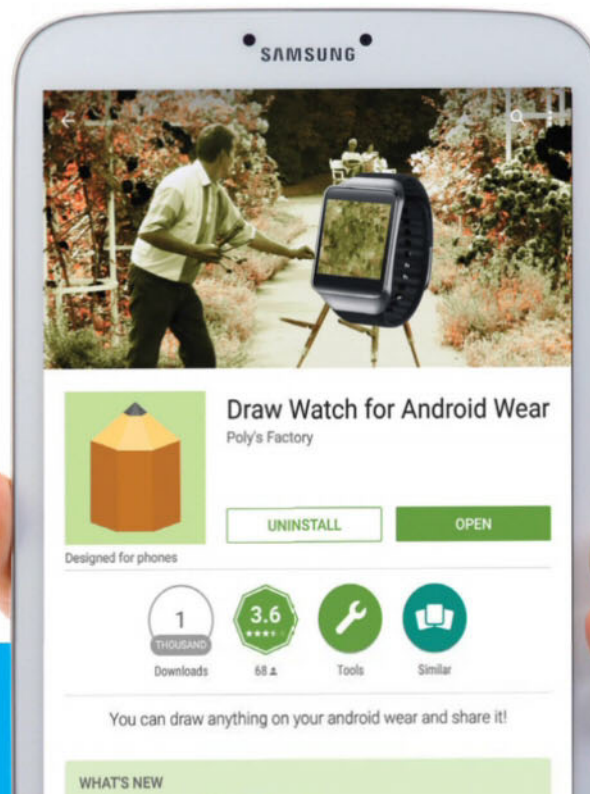 SAMSUNG
Draw Watch for Android Wear
Poly's Factory
UNINSTALL OPEN
Designed for phones
1
THOUSAND
3.6
Downloads 68 Tools Similar
You can draw anything on your android wear and share it!
WHAT'S NEW